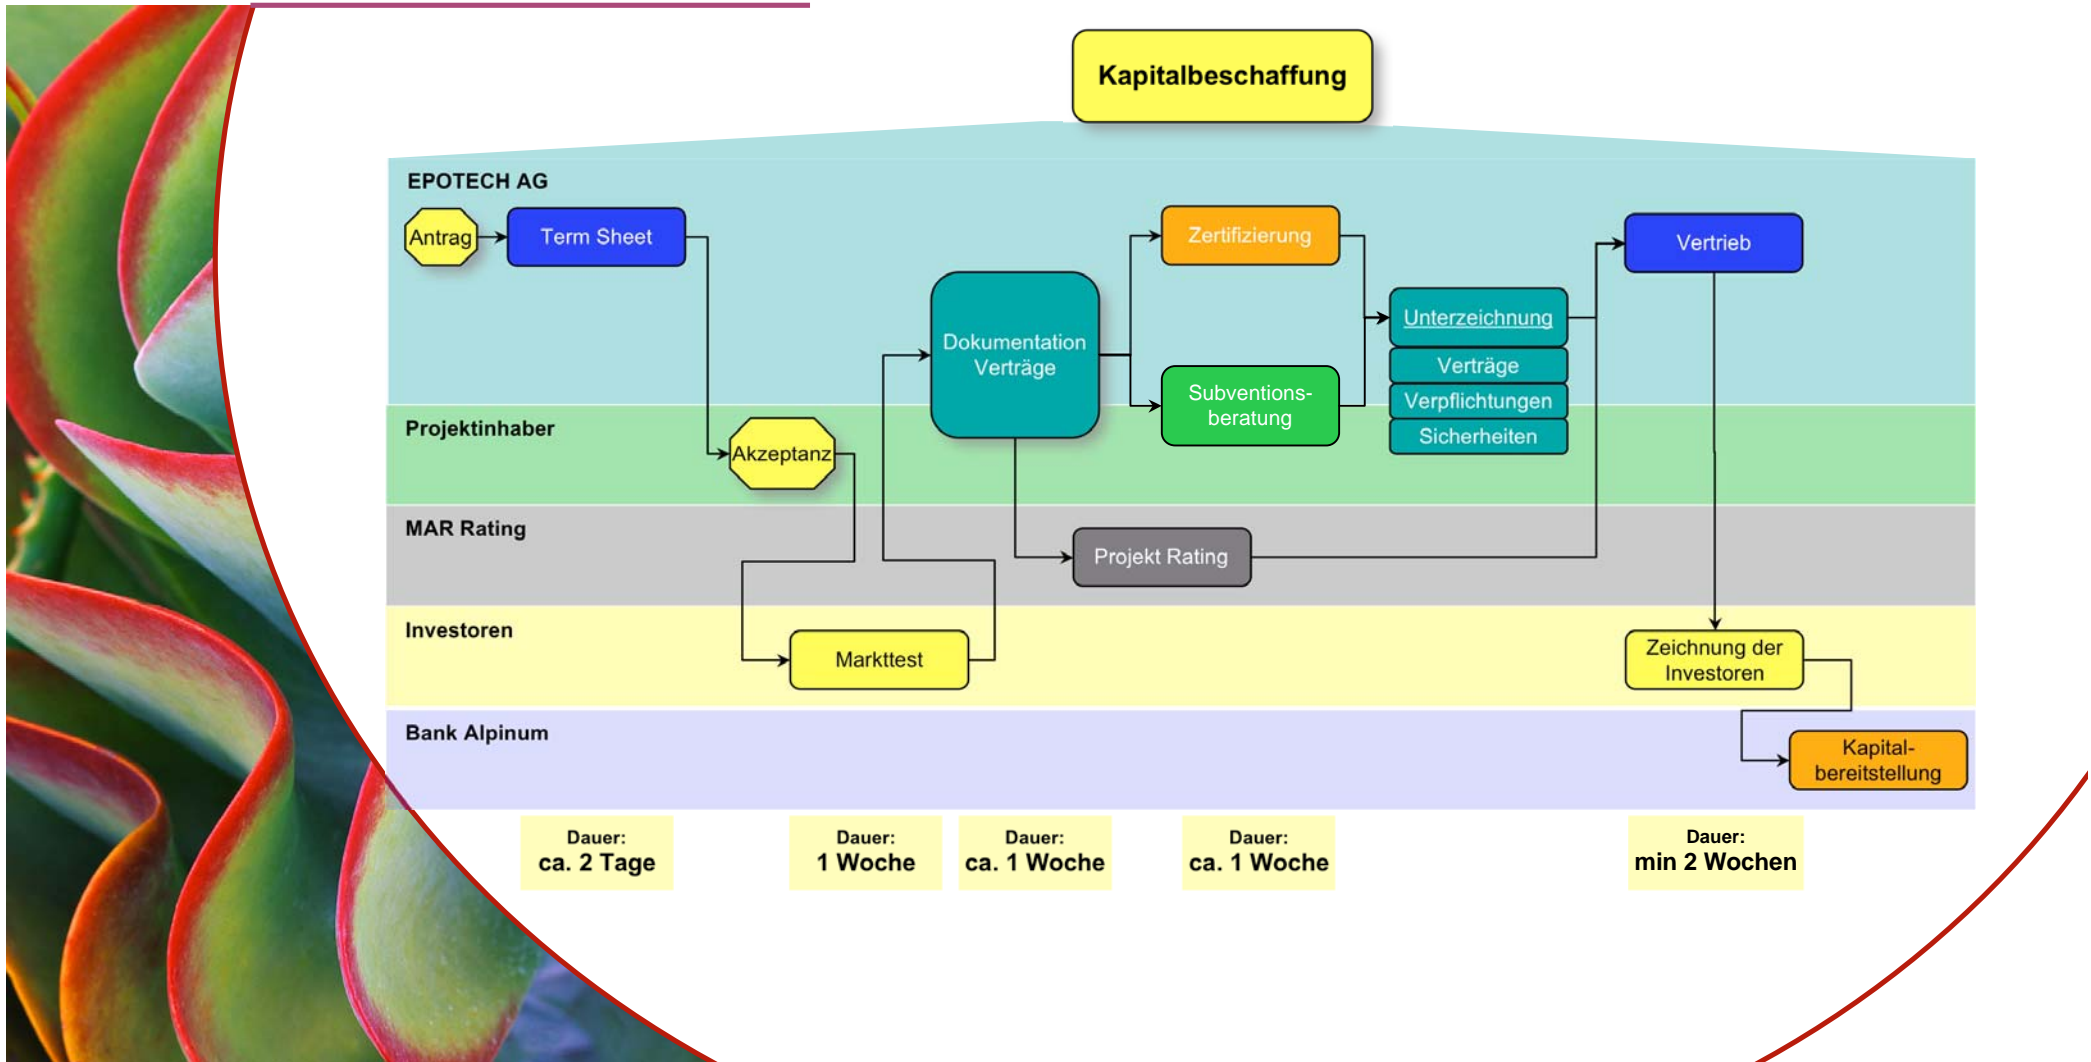 Kapitalbeschaffung
EPOTECH AG
Antrag
Term Sheet
Zertifizierung
Vertrieb
Dokumentation
Verträge
Unterzeichnung
Verträge
Verpflichtungen
Sicherheiten
Subventions-
beratung
Projektinhaber
Akzeptanz
MAR Rating
Projekt Rating
Investoren
Markttest
Zeichnung der
Investoren
Bank Alpinum
Kapital-
bereitstellung
Dauer:
ca. 2 Tage
Dauer:
1 Woche
Dauer:
ca. 1 Woche
Dauer:
ca. 1 Woche
Dauer:
min 2 Wochen